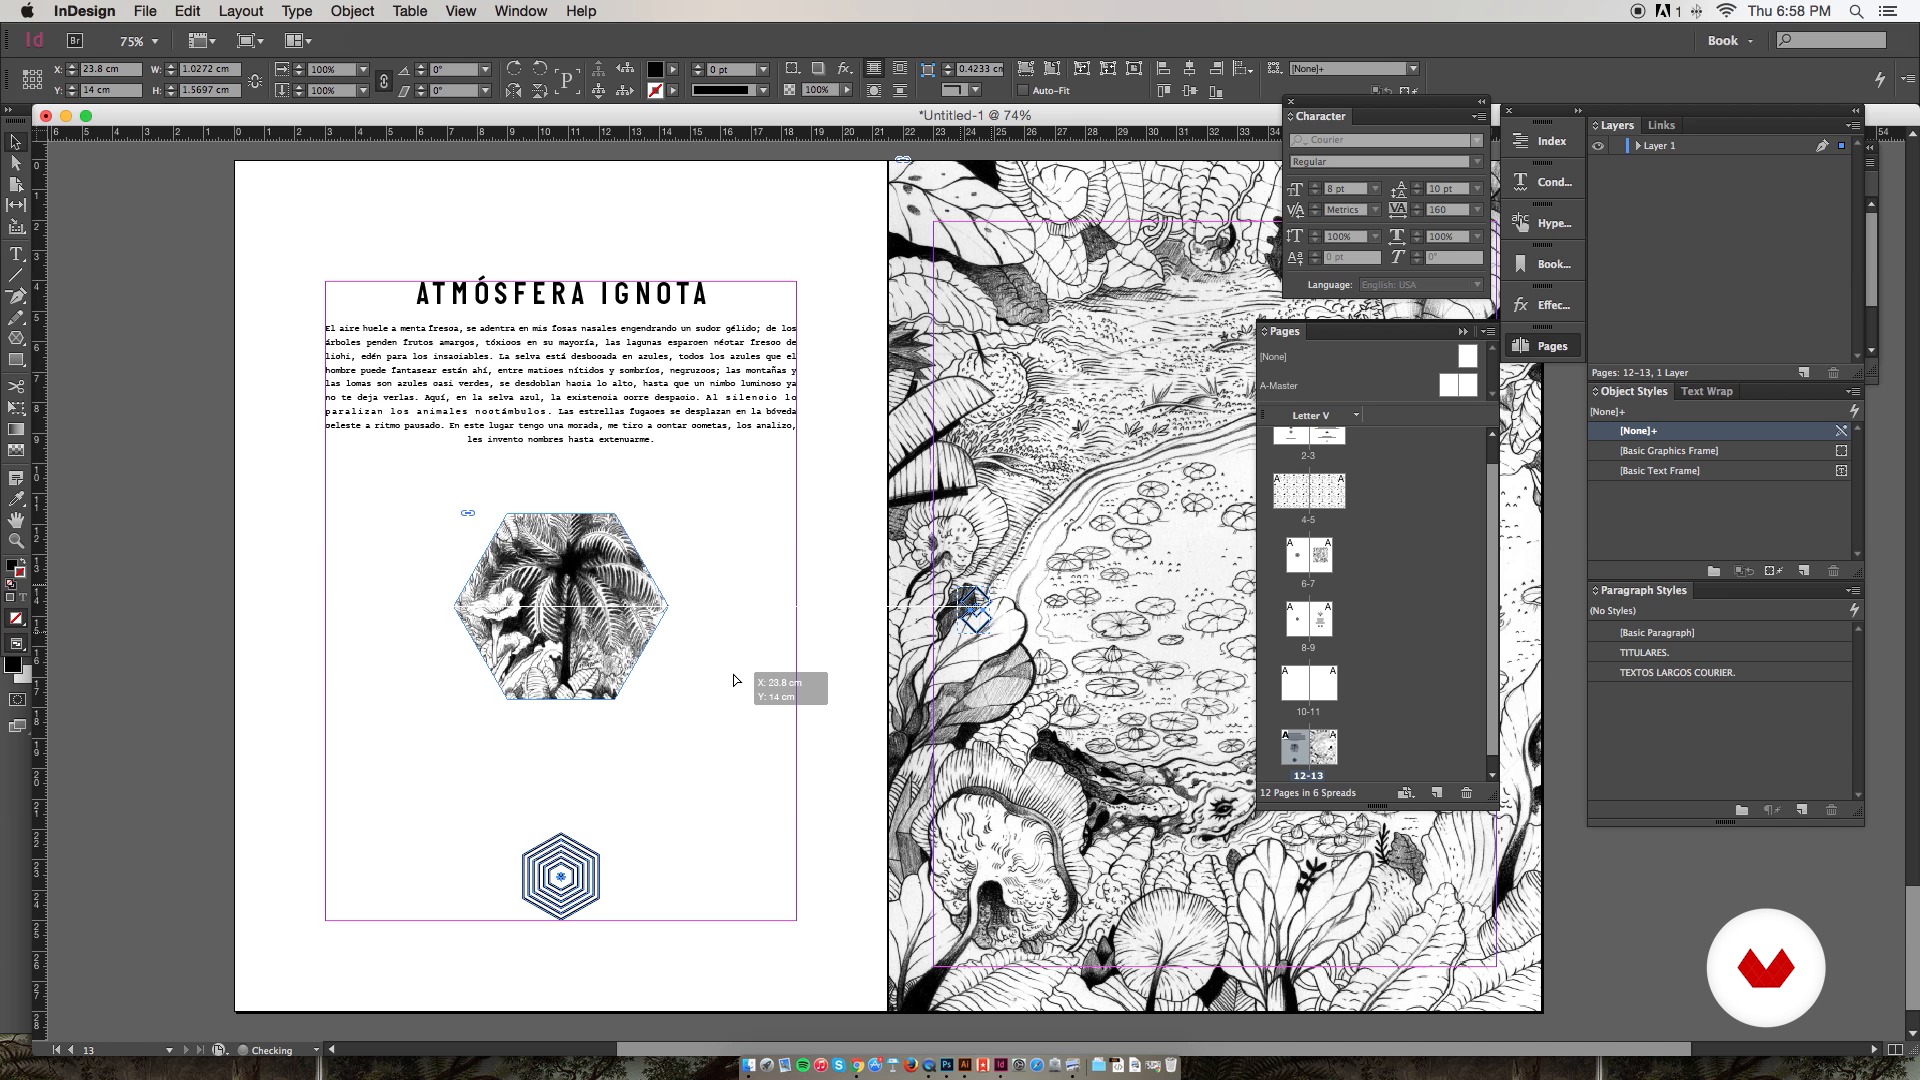 InDesign File Edit Layout Type Object Table View Window Help
1 Thu 6:58 PM
Id Br 75% Book
X: 23.8 cm W: 1.0272 cm 100% 0° P 0 pt fx. 0.4233 cm [None]+
Y: 14 cm H: 1.5697 cm 100% 0° 100% Auto-Fit
*Untitled-1 @ 74%
ATMÓSFERA IGNOTA
El aire huele a menta fresca, se adentra en mis fosas nasales engendrando un sudor gélido; de los
árboles penden frutos amargos, tóxicos en su mayoría, las lagunas esparcen néctar fresco de
lichi, edén para los insaciables. La selva está desbocada en azules, todos los azules que el
hombre puede fantasear están ahí, entre matices nítidos y sombríos, negruzcos; las montañas y
las lomas son azules casi verdes, se desdoblan hacia lo alto, hasta que un nimbo luminoso ya
no te deja verlas. Aquí, en la selva azul, la existencia corre despacio. Al silencio lo
paralizan los animales noctámbulos. Las estrellas fugaces se desplazan en la bóveda
celeste a ritmo pausado. En este lugar tengo una morada, me tiro a contar cometas, los analizo,
les invento nombres hasta extenuarme.
X: 23.8 cm
Y: 14 cm
Character
Courier
Regular
8 pt 10 pt
Metrics 160
100% 100%
0 pt 0°
Language: English: USA
Pages
[None]
A-Master
Letter V
2-3
A A
4-5
A A
6-7
A A
8-9
A A
10-11
A A
12-13
12 Pages in 6 Spreads
Index
Cond...
Hype...
Book...
Effec...
Pages
Layers Links
Layer 1
Pages: 12-13, 1 Layer
Object Styles Text Wrap
[None]+
[None]+
[Basic Graphics Frame]
[Basic Text Frame]
Paragraph Styles
(No Styles)
[Basic Paragraph]
TITULARES.
TEXTOS LARGOS COURIER.
13 Checking